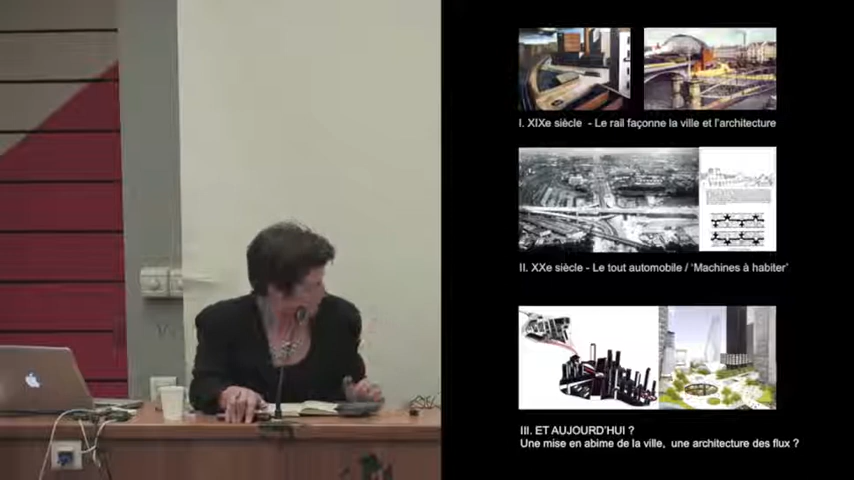 I. XIXe siècle - Le rail façonne la ville et l'architecture
II. XXe siècle - Le tout automobile / 'Machines à habiter'
III. ET AUJOURD'HUI ?
Une mise en abime de la ville, une architecture des flux ?